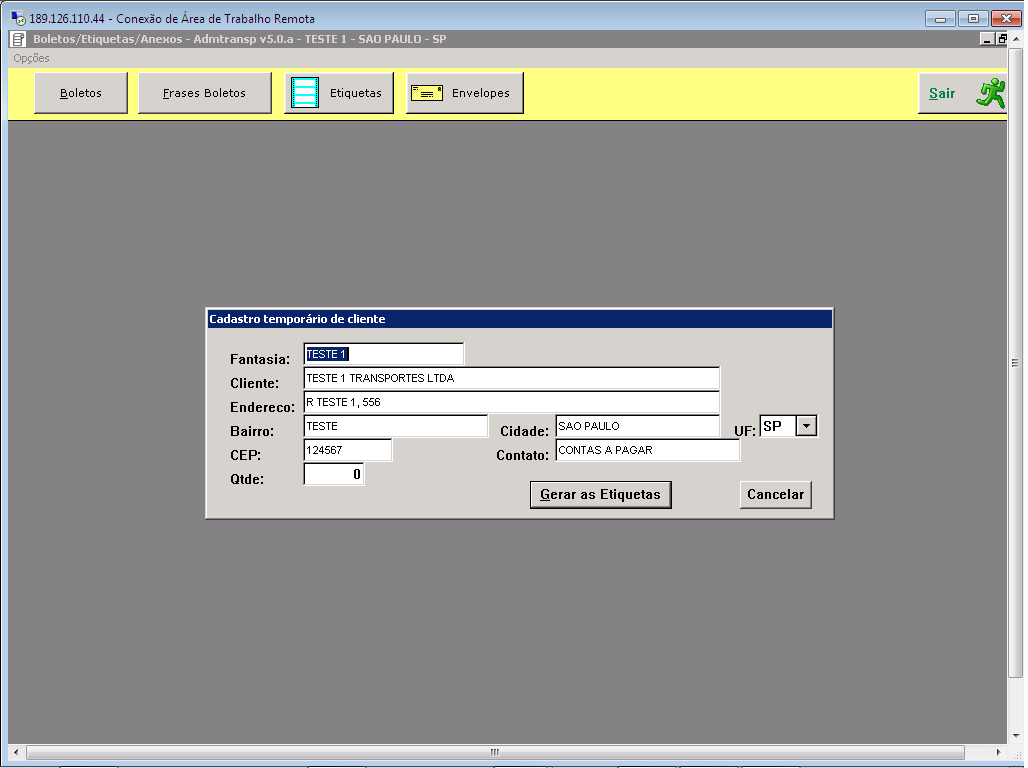 189.126.110.44 - Conexão de Área de Trabalho Remota
Boletos/Etiquetas/Anexos - Admtransp v5.0.a - TESTE 1 - SAO PAULO - SP
Opções
Boletos Frases Boletos Etiquetas Envelopes Sair
Cadastro temporário de cliente
Fantasia: TESTE 1
Cliente: TESTE 1 TRANSPORTES LTDA
Endereco: R TESTE 1, 556
Bairro: TESTE Cidade: SAO PAULO UF: SP
CEP: 124567 Contato: CONTAS A PAGAR
Qtde: 0
Gerar as Etiquetas Cancelar